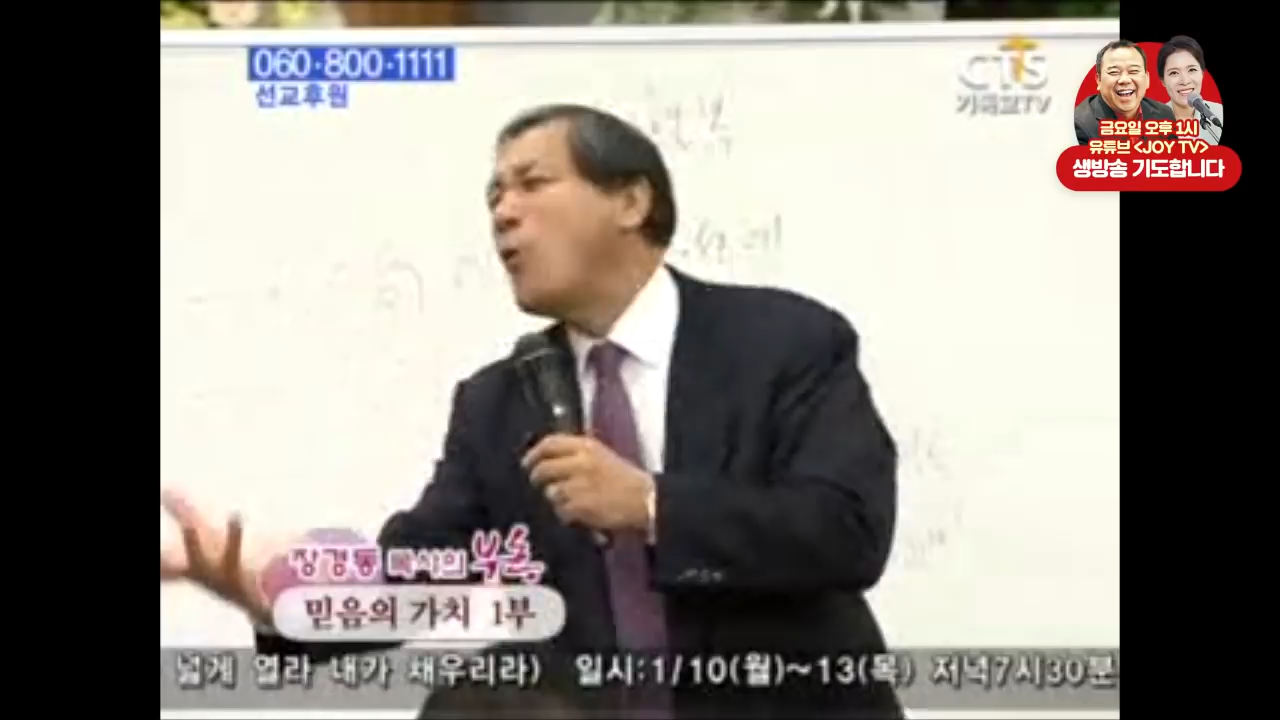 060·800·1111
선교후원
CTS
기독교TV
금요일 오후 1시
유튜브 <JOY TV>
생방송 기도합니다
장경동 목사의
믿음의 가치 1부
넓게 열라 내가 채우리라) 일시:1/10(월)~13(목) 저녁7시30분